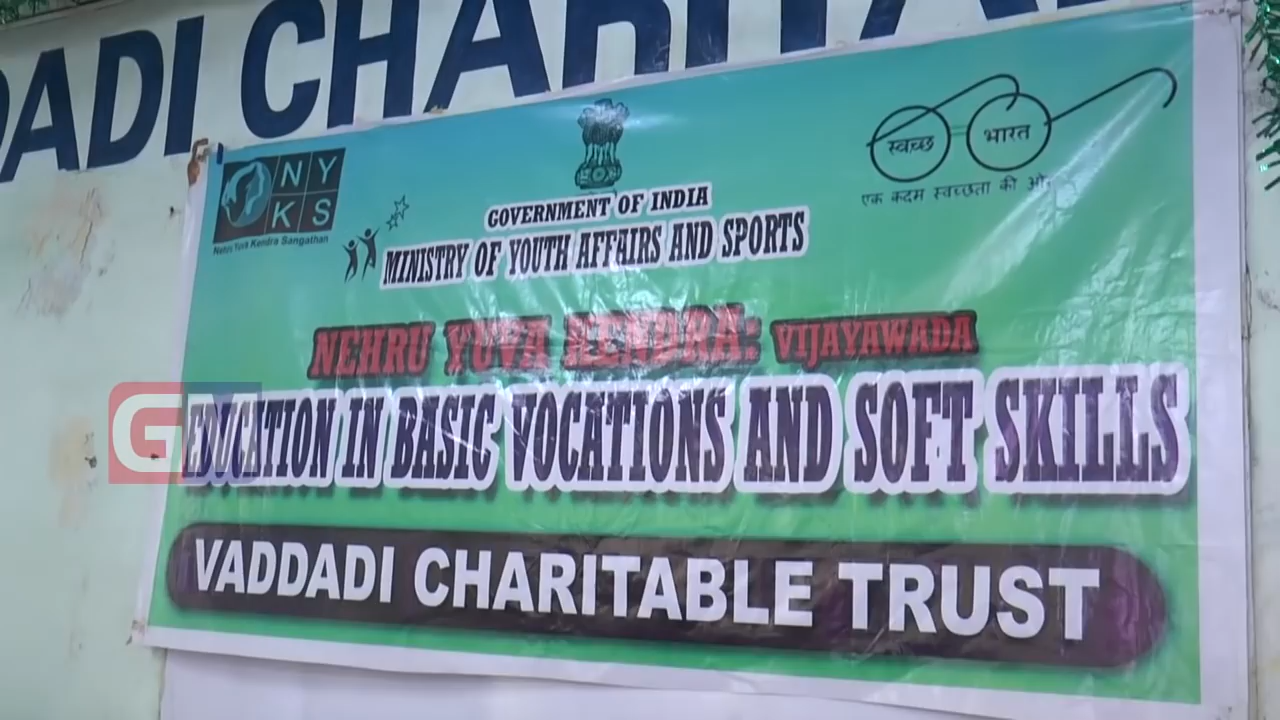 DADI CHARITA
NYKS
Nehru Yuva Kendra Sangathan
GOVERNMENT OF INDIA
MINISTRY OF YOUTH AFFAIRS AND SPORTS
स्वच्छ भारत
एक कदम स्वच्छता की ओर
NEHRU YUVA KENDRA: VIJAYAWADA
EDUCATION IN BASIC VOCATIONS AND SOFT SKILLS
VADDADI CHARITABLE TRUST
G